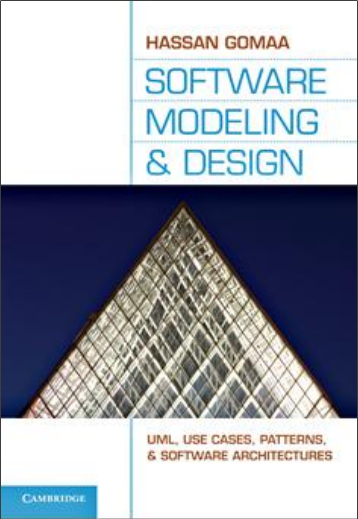 HASSAN GOMAA
SOFTWARE
MODELING
& DESIGN
UML, USE CASES, PATTERNS,
& SOFTWARE ARCHITECTURES
CAMBRIDGE